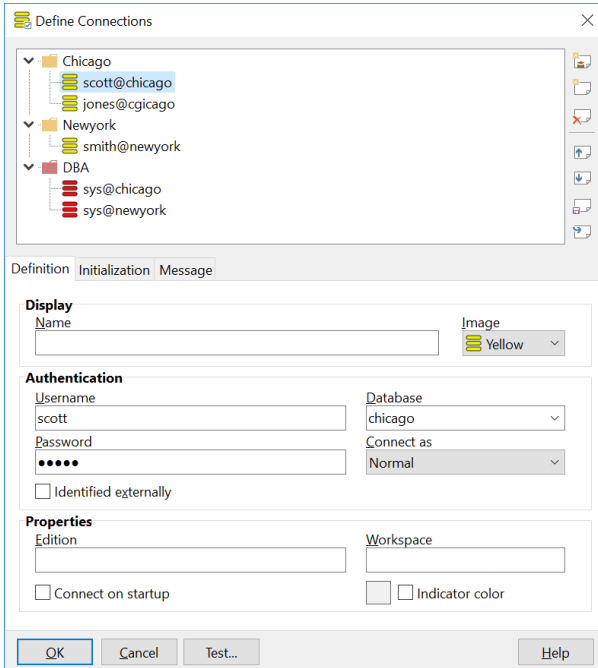 Define Connections
Chicago
scott@chicago
jones@cgicago
Newyork
smith@newyork
DBA
sys@chicago
sys@newyork
Definition Initialization Message
Display
Name Image
Yellow
Authentication
Username Database
scott chicago
Password Connect as
●●●●● Normal
Identified externally
Properties
Edition Workspace
Connect on startup Indicator color
OK Cancel Test... Help